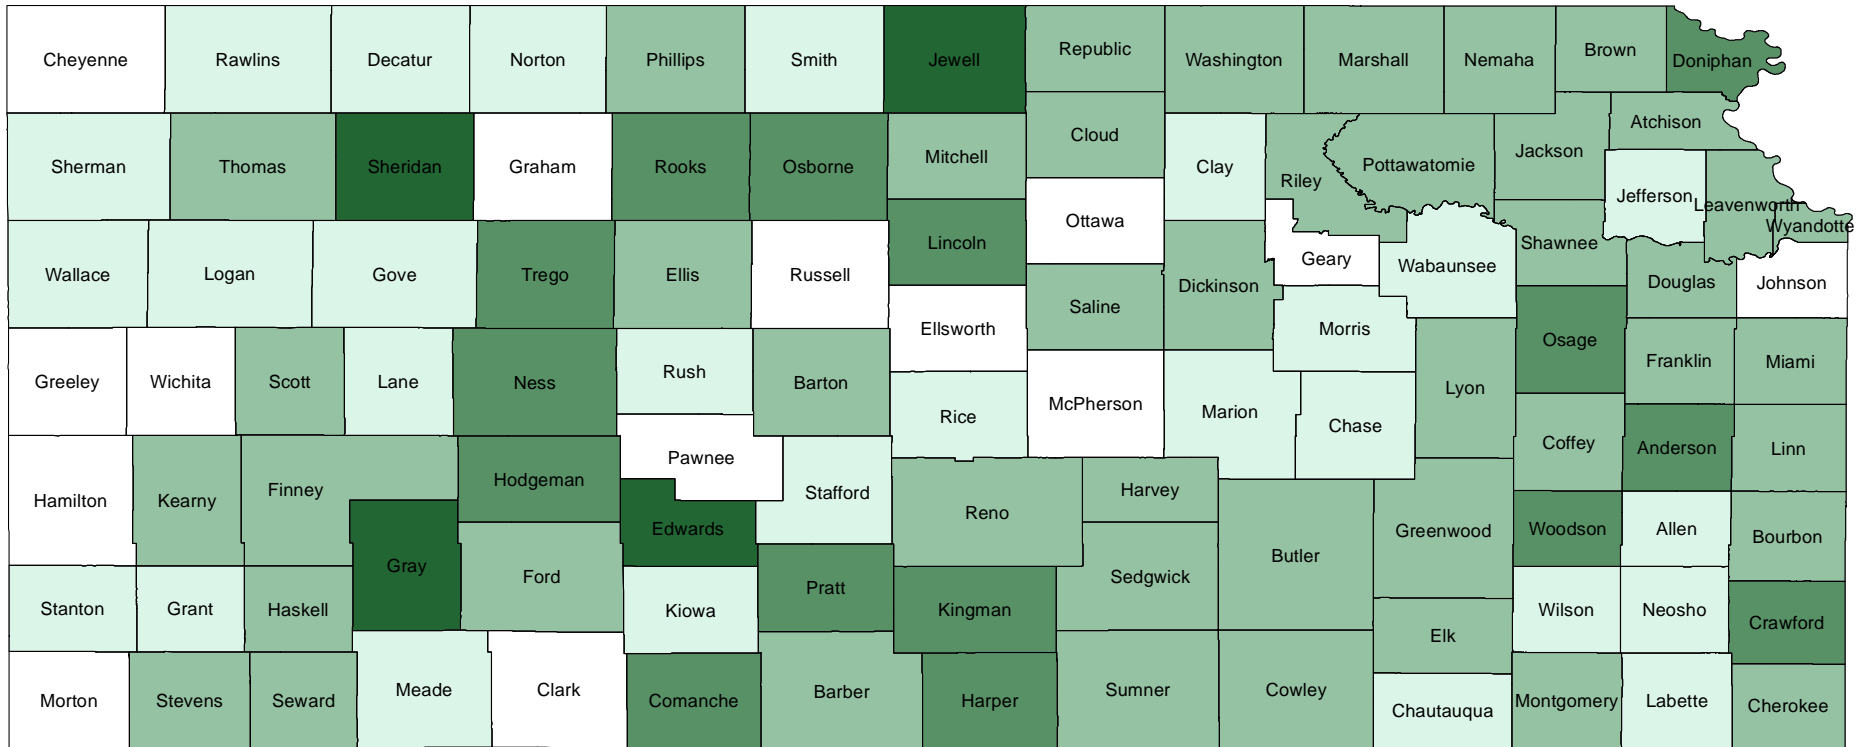 Cheyenne
Rawlins
Decatur
Norton
Phillips
Smith
Jewell
Republic
Washington
Marshall
Nemaha
Brown
Doniphan
Sherman
Thomas
Sheridan
Graham
Rooks
Osborne
Mitchell
Cloud
Clay
Riley
Pottawatomie
Jackson
Atchison
Jefferson
Leavenworth
Wyandotte
Wallace
Logan
Gove
Trego
Ellis
Russell
Lincoln
Ottawa
Saline
Dickinson
Geary
Wabaunsee
Shawnee
Douglas
Johnson
Greeley
Wichita
Scott
Lane
Ness
Rush
Barton
Ellsworth
Rice
McPherson
Marion
Morris
Chase
Lyon
Osage
Franklin
Miami
Hamilton
Kearny
Finney
Gray
Hodgeman
Ford
Pawnee
Edwards
Stafford
Reno
Harvey
Sedgwick
Butler
Greenwood
Coffey
Anderson
Linn
Woodson
Allen
Bourbon
Stanton
Grant
Haskell
Kiowa
Pratt
Kingman
Elk
Wilson
Neosho
Crawford
Morton
Stevens
Seward
Meade
Clark
Comanche
Barber
Harper
Sumner
Cowley
Chautauqua
Montgomery
Labette
Cherokee